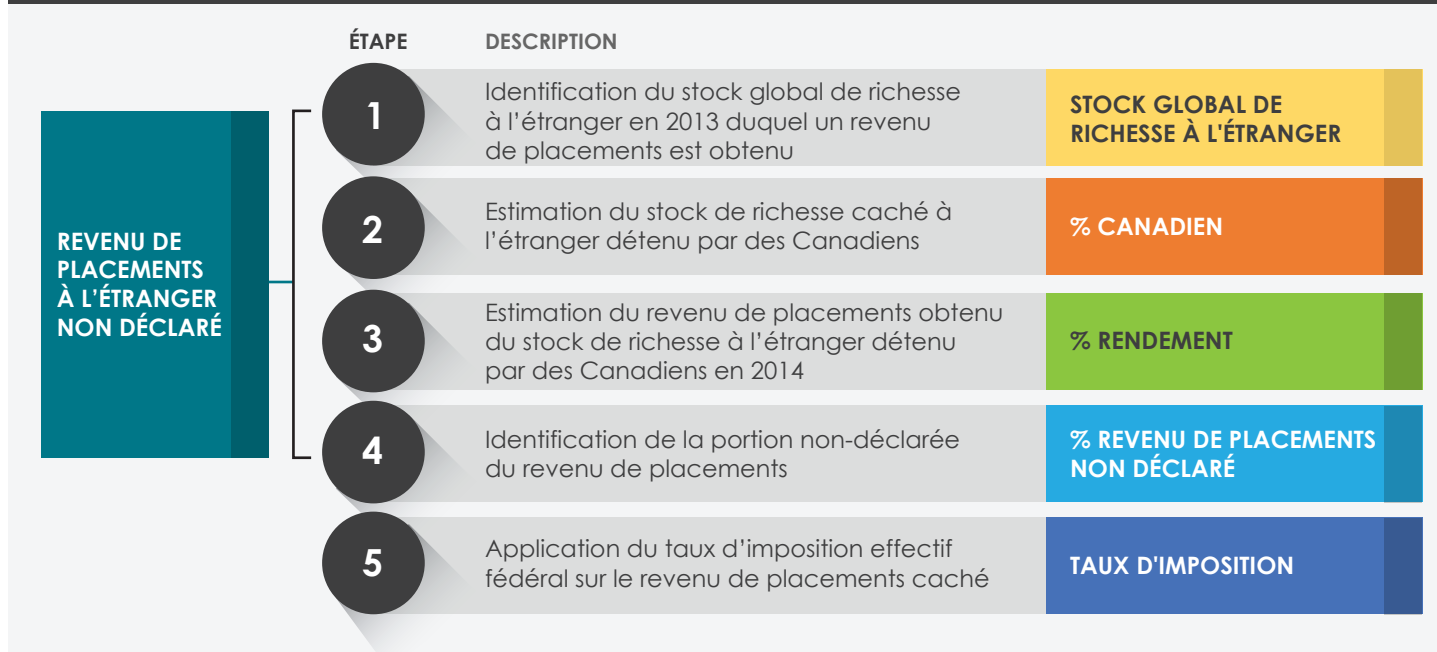 ÉTAPE
DESCRIPTION
REVENU DE
PLACEMENTS
À L’ÉTRANGER
NON DÉCLARÉ
1
Identification du stock global de richesse
à l’étranger en 2013 duquel un revenu
de placements est obtenu
STOCK GLOBAL DE
RICHESSE À L'ÉTRANGER
2
Estimation du stock de richesse caché à
l’étranger détenu par des Canadiens
% CANADIEN
3
Estimation du revenu de placements obtenu
du stock de richesse à l’étranger détenu
par des Canadiens en 2014
% RENDEMENT
4
Identification de la portion non-déclarée
du revenu de placements
% REVENU DE PLACEMENTS
NON DÉCLARÉ
5
Application du taux d’imposition effectif
fédéral sur le revenu de placements caché
TAUX D'IMPOSITION